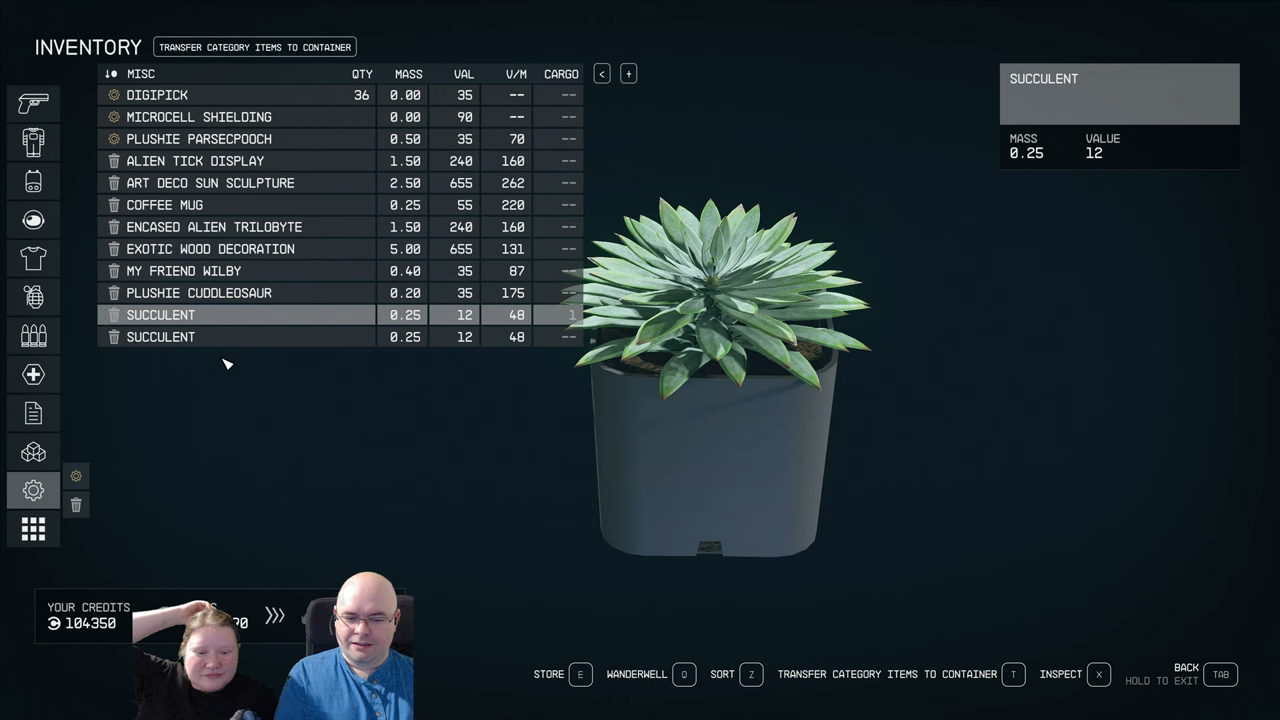 INVENTORY
TRANSFER CATEGORY ITEMS TO CONTAINER
MISC QTY MASS VAL V/M CARGO < +
DIGIPICK 36 0.00 35 -- --
MICROCELL SHIELDING 0.00 90 -- --
PLUSHIE PARSECPOOCH 0.50 35 70 --
ALIEN TICK DISPLAY 1.50 240 160 --
ART DECO SUN SCULPTURE 2.50 655 262 --
COFFEE MUG 0.25 55 220 --
ENCASED ALIEN TRILOBYTE 1.50 240 160 --
EXOTIC WOOD DECORATION 5.00 655 131 --
MY FRIEND WILBY 0.40 35 87 --
PLUSHIE CUDDLEOSAUR 0.20 35 175 --
SUCCULENT 0.25 12 48 1
SUCCULENT 0.25 12 48 --
SUCCULENT
MASS VALUE
0.25 12
YOUR CREDITS
104350
STORE E WANDERWELL Q SORT Z TRANSFER CATEGORY ITEMS TO CONTAINER T INSPECT X BACK TAB
HOLD TO EXIT